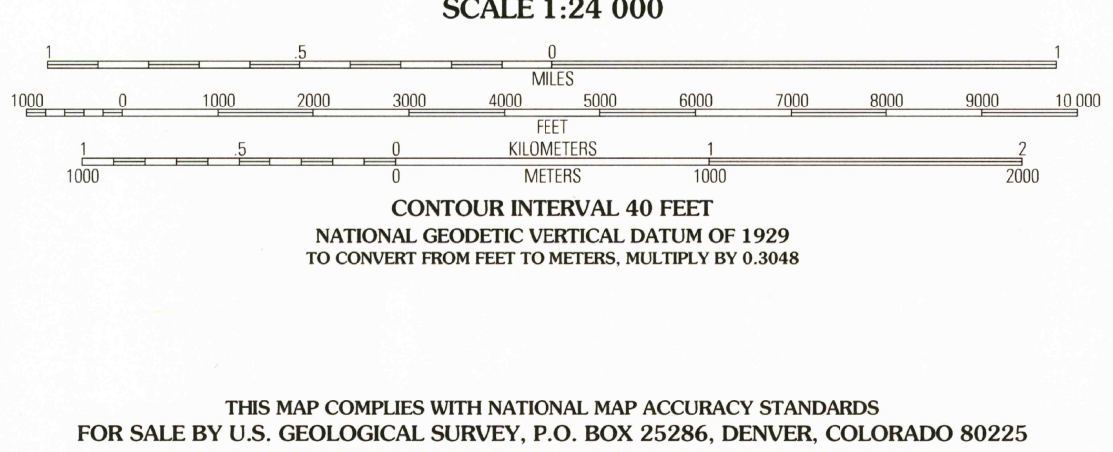 SCALE 1:24 000
1 .5 0 1
MILES
1000 0 1000 2000 3000 4000 5000 6000 7000 8000 9000 10 000
FEET
1 .5 0 KILOMETERS 1 2
1000 0 METERS 1000 2000
CONTOUR INTERVAL 40 FEET
NATIONAL GEODETIC VERTICAL DATUM OF 1929
TO CONVERT FROM FEET TO METERS, MULTIPLY BY 0.3048
THIS MAP COMPLIES WITH NATIONAL MAP ACCURACY STANDARDS
FOR SALE BY U.S. GEOLOGICAL SURVEY, P.O. BOX 25286, DENVER, COLORADO 80225